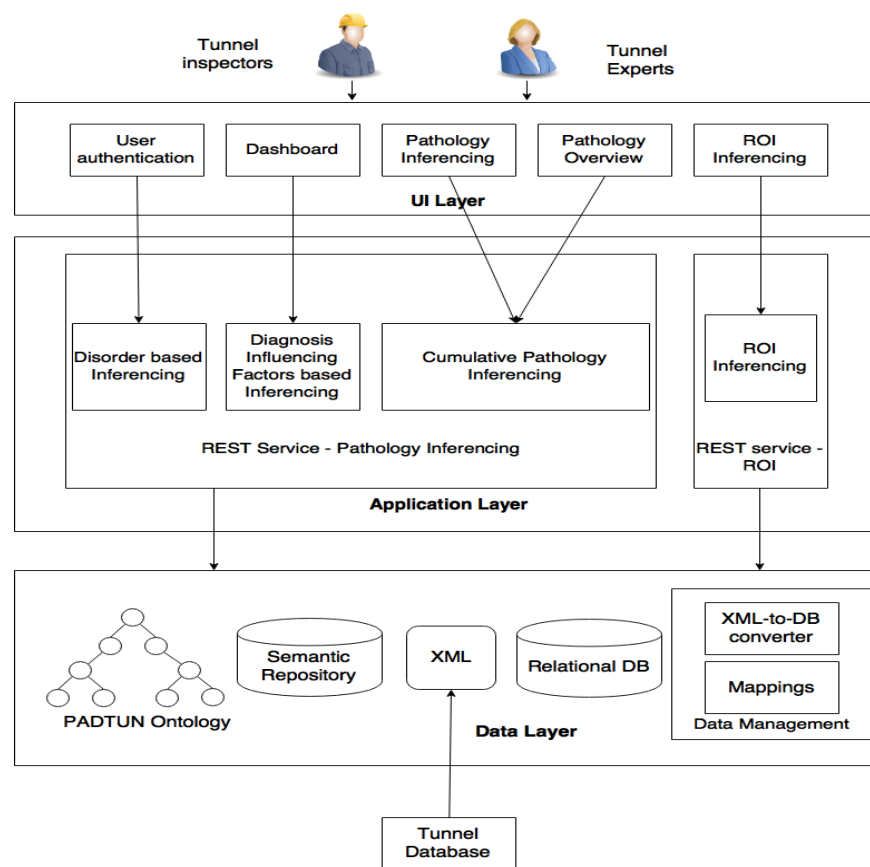 Tunnel
inspectors
Tunnel
Experts
User
authentication
Dashboard
Pathology
Inferencing
Pathology
Overview
ROI
Inferencing
UI Layer
Disorder based
Inferencing
Diagnosis
Influencing
Factors based
Inferencing
Cumulative Pathology
Inferencing
ROI
Inferencing
REST Service - Pathology Inferencing
REST service -
ROI
Application Layer
PADTUN Ontology
Semantic
Repository
XML
Relational DB
XML-to-DB
converter
Mappings
Data Management
Data Layer
Tunnel
Database